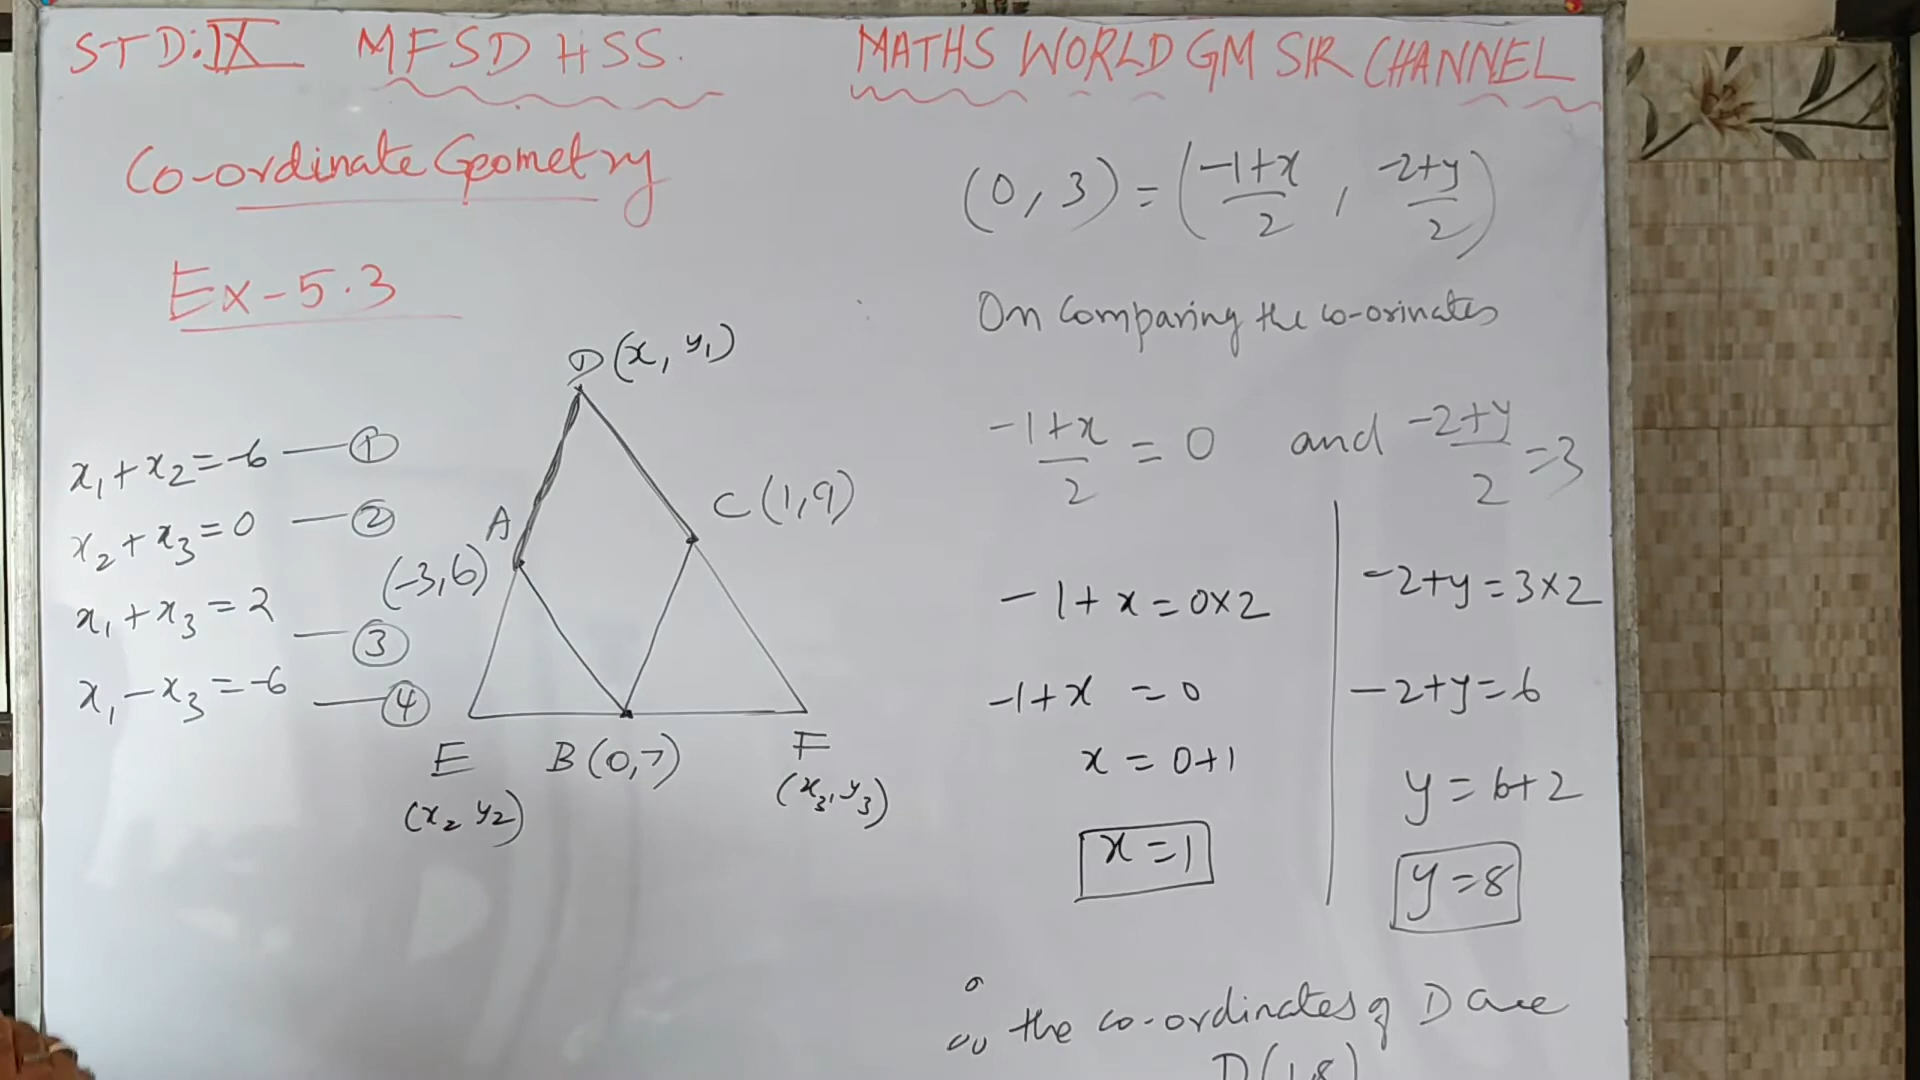 STD:IX MFSD HSS.
MATHS WORLD GM SIR CHANNEL
Co-ordinate Geometry
Ex-5.3
D(x, y₁)
x₁+x₂=-6 — ①
x₂+x₃=0 — ②
x₁+x₃=2 — ③
x₁-x₃=-6 — ④
A
(-3,6)
C(1,9)
E
(x₂ y₂)
B(0,7)
F
(x₃, y₃)
(0,3)=(-1+x/2 , -2+y/2)
On Comparing the co-orinates
-1+x/2 = 0 and -2+y/2 =3
-1+x=0×2
-1+x =0
x=0+1
x=1
-2+y=3×2
-2+y=6
y=6+2
y=8
∴ the co-ordinates of D are
D(1,8)